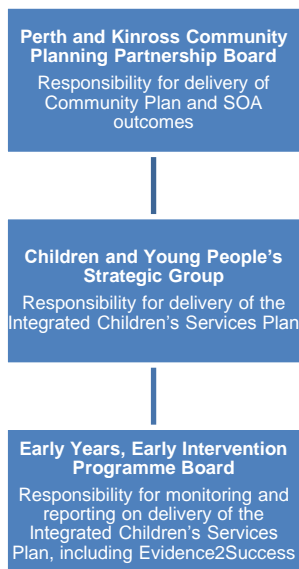 Perth and Kinross Community
Planning Partnership Board
Responsibility for delivery of
Community Plan and SOA
outcomes
Children and Young People's
Strategic Group
Responsibility for delivery of the
Integrated Children's Services Plan
Early Years, Early Intervention
Programme Board
Responsibility for monitoring and
reporting on delivery of the
Integrated Children's Services
Plan, including Evidence2Success